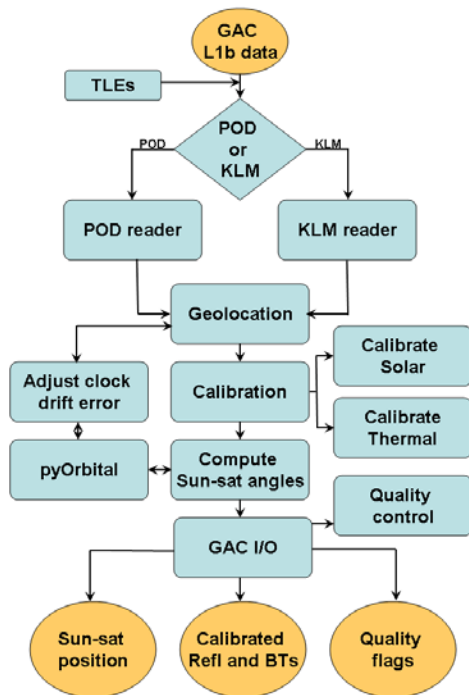 GAC
L1b data
TLEs
POD
or
KLM
POD
KLM
POD reader
KLM reader
Geolocation
Adjust clock
drift error
Calibration
Calibrate
Solar
Calibrate
Thermal
pyOrbital
Compute
Sun-sat angles
Quality
control
GAC I/O
Sun-sat
position
Calibrated
Refl and BTs
Quality
flags